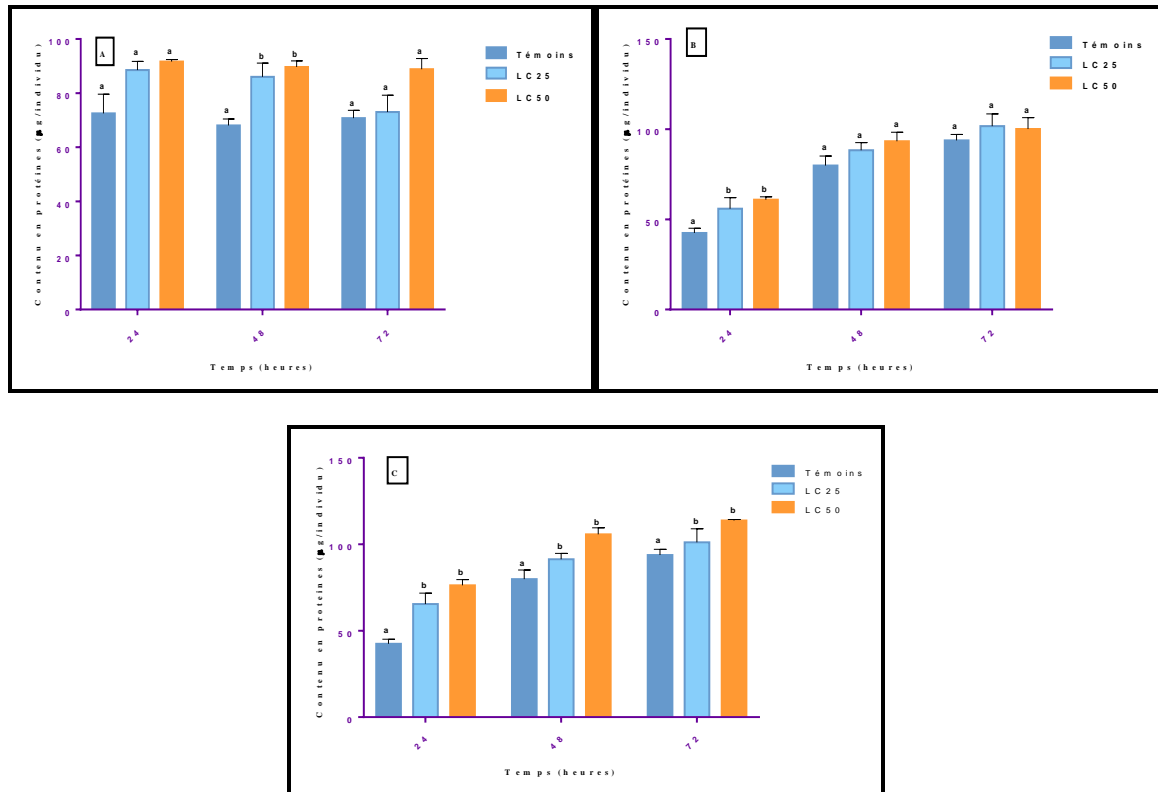 A
Témoins
LC25
LC50
Contenu en protéines (µg/individu)
100
80
60
40
20
0
a a a
a b b
a a a
24 48 72
Temps (heures)
B
Témoins
LC25
LC50
Contenu en protéines (µg/individu)
150
100
50
0
a b b
a a a
a a a
24 48 72
Temps (heures)
C
Témoins
LC25
LC50
Contenu en proteines (µg/individu)
150
100
50
0
a b b
a b b
a b b
24 48 72
Temps (heures)